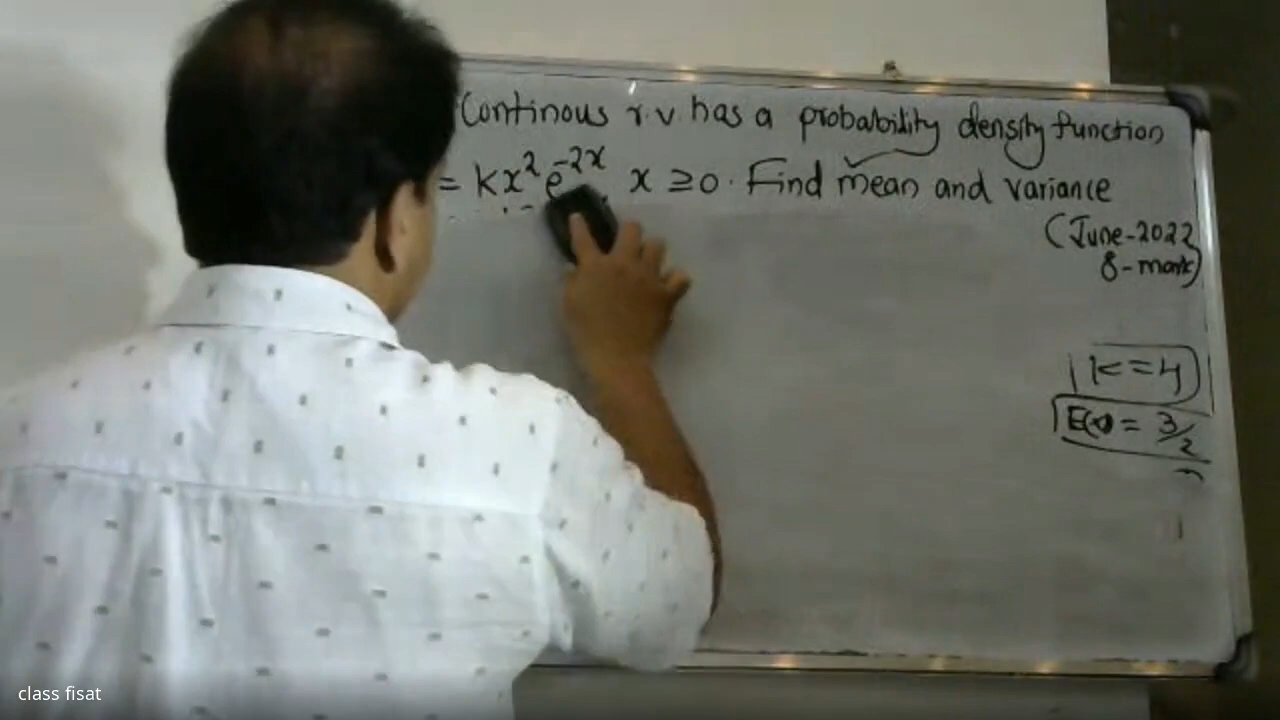 Continous r.v has a probability density function
= kx² e⁻²ˣ, x ≥ 0. Find mean and variance
(June-2022
8-mark)
k = 4
E(x) = 3/2
class fisat